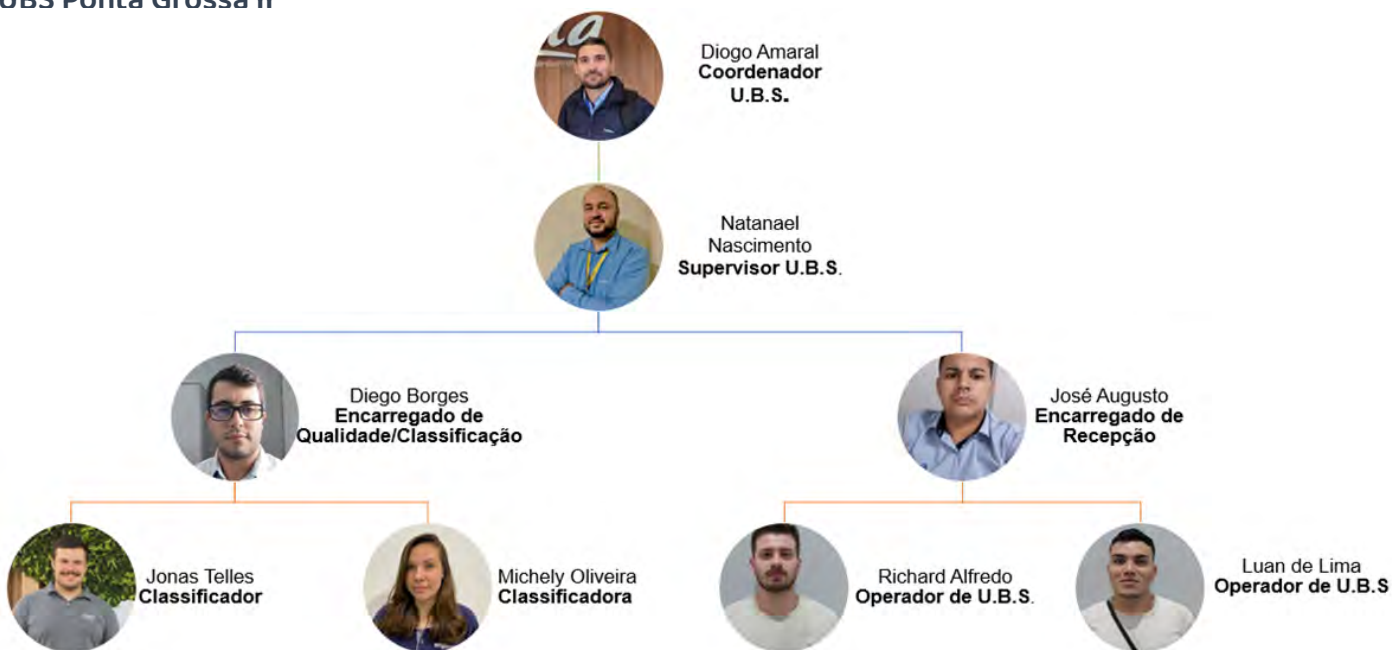 UBS Ponta Grossa II
Diogo Amaral
Coordenador
U.B.S.
Natanael
Nascimento
Supervisor U.B.S.
Diego Borges
Encarregado de
Qualidade/Classificação
José Augusto
Encarregado de
Recepção
Jonas Telles
Classificador
Michely Oliveira
Classificadora
Richard Alfredo
Operador de U.B.S.
Luan de Lima
Operador de U.B.S